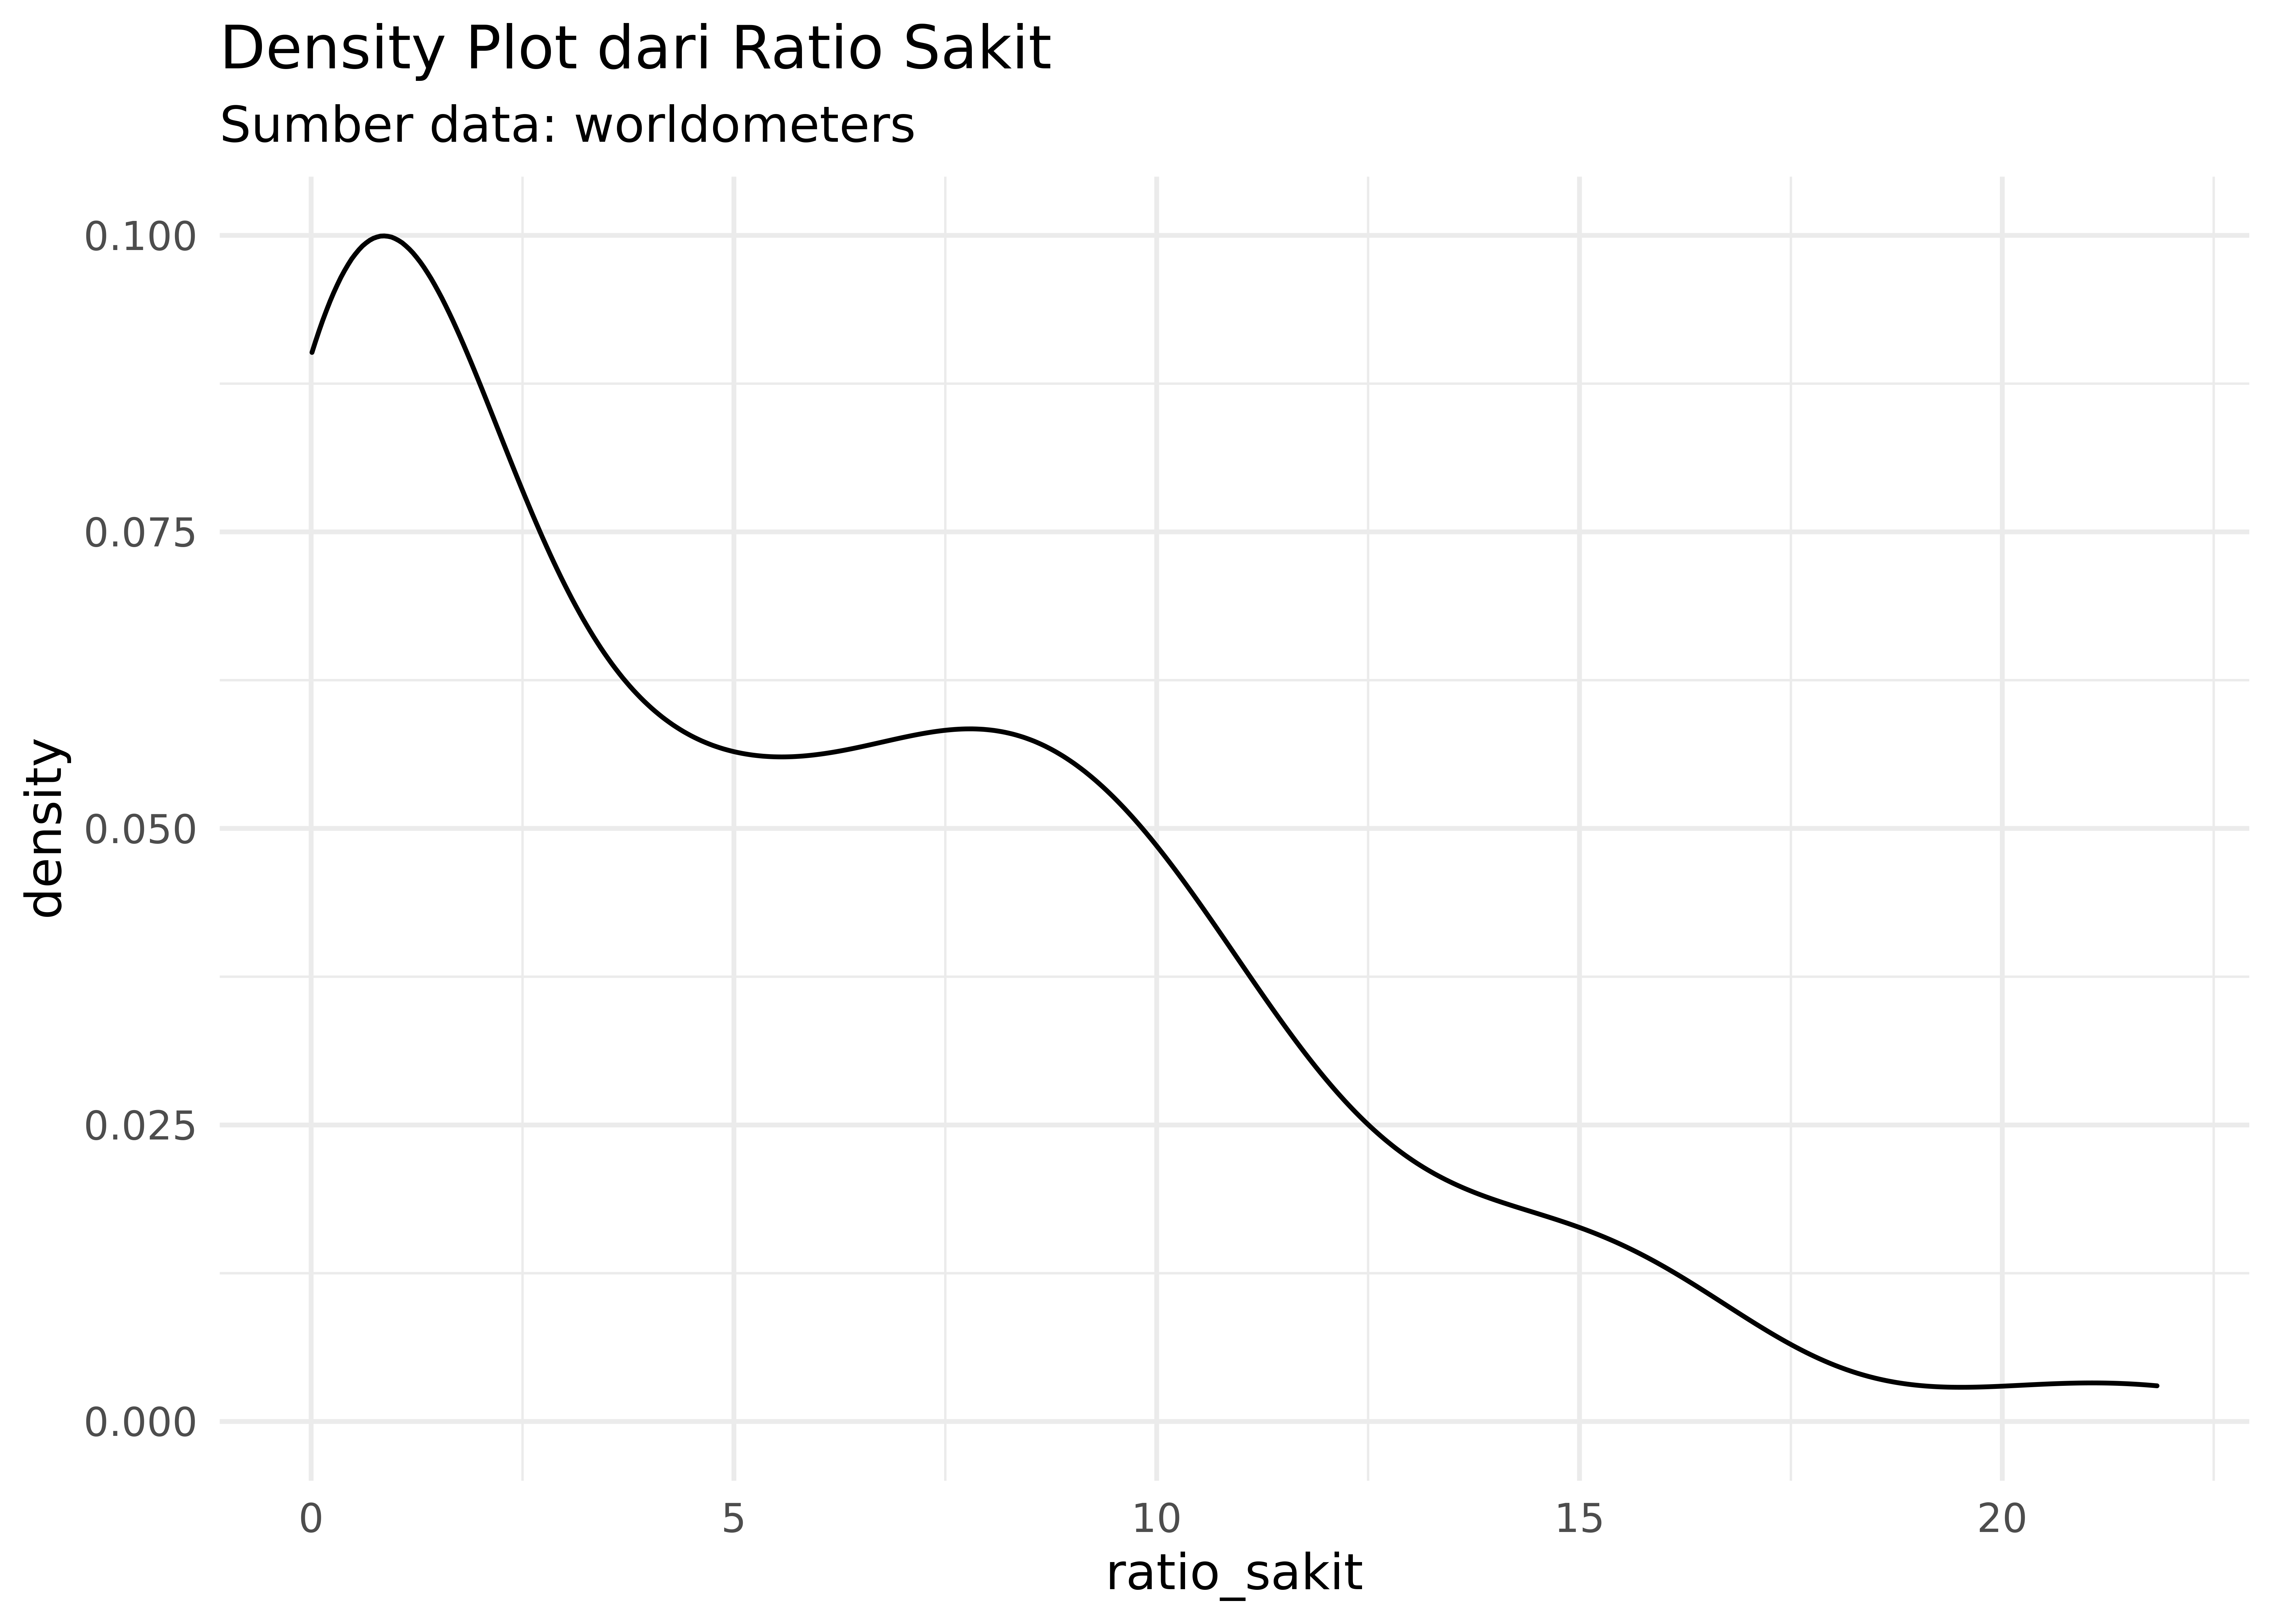 Density Plot dari Ratio Sakit
Sumber data: worldometers
density
0.100
0.075
0.050
0.025
0.000
0 5 10 15 20
ratio_sakit